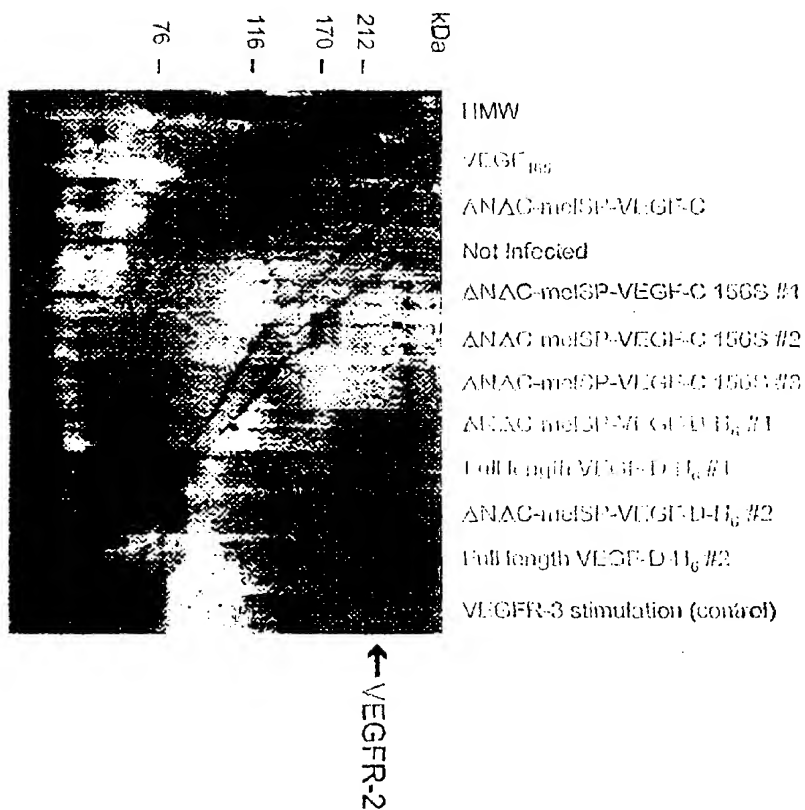 kDa
212 –
170 –
116 –
76 –
HMW
VEGF165
ΔNΔC-melSP-VEGF-C
Not Infected
ΔNΔC-melSP-VEGF-C 156S #1
ΔNΔC-melSP-VEGF-C 156S #2
ΔNΔC-melSP-VEGF-C 156S #3
ΔNΔC-melSP-VEGF-D-H6 #1
Full length VEGF-D-H6 #1
ΔNΔC-melSP-VEGF-D-H6 #2
Full length VEGF-D-H6 #2
VEGFR-3 stimulation (control)
←VEGFR-2